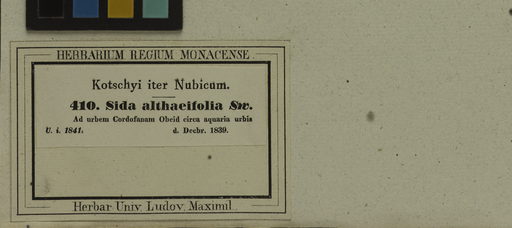 HERBARIUM REGIUM MONACENSE
Kotschyi iter Nubicum.
410. Sida althaeifolia Sw.
Ad urbem Cordofanam Obeid circa aquaria urbis
U. i. 1841. d. Decbr. 1839.
Herbar. Univ. Ludov. Maximil.